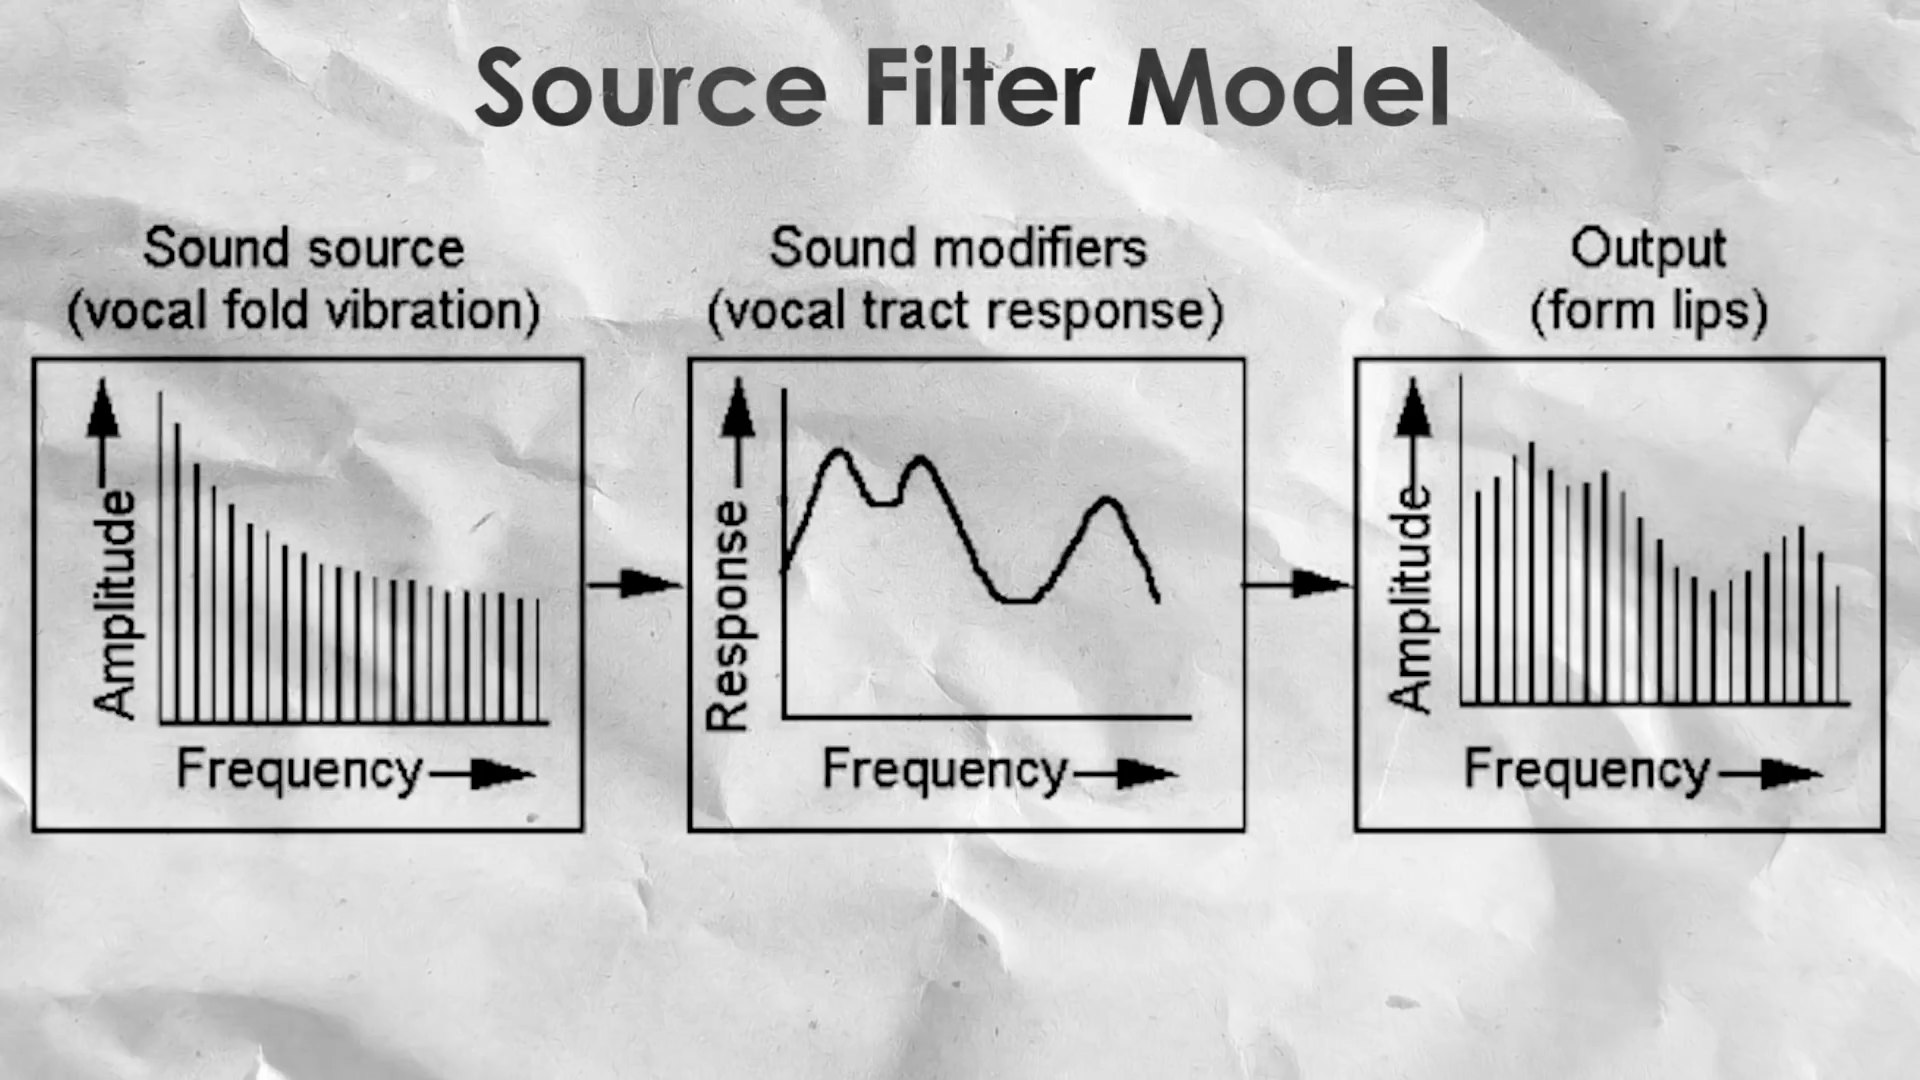 Source Filter Model
Sound source
(vocal fold vibration)
Amplitude
Frequency
Sound modifiers
(vocal tract response)
Response
Frequency
Output
(form lips)
Amplitude
Frequency